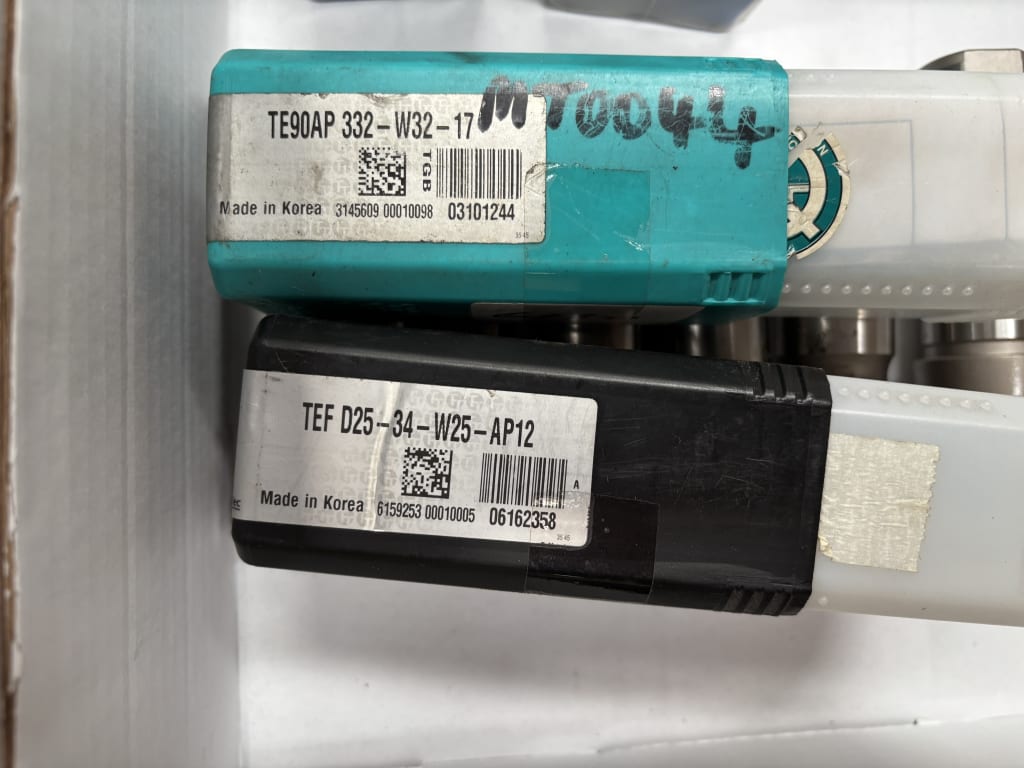 TE90AP 332-W32-17
MT0044
TGB
Made in Korea 3145609 00010098 03101244
TEF D25-34-W25-AP12
A
Made in Korea 6159253 00010005 06162358